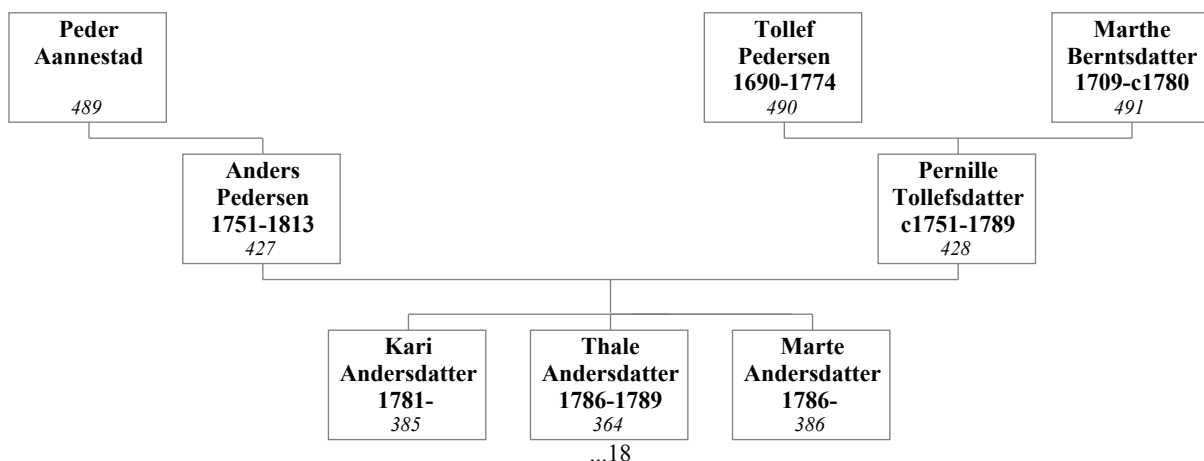 Peder
Aannestad
489
Tollef
Pedersen
1690-1774
490
Marthe
Berntsdatter
1709-c1780
491
Anders
Pedersen
1751-1813
427
Pernille
Tollefsdatter
c1751-1789
428
Kari
Andersdatter
1781-
385
Thale
Andersdatter
1786-1789
364
Marte
Andersdatter
1786-
386
...18